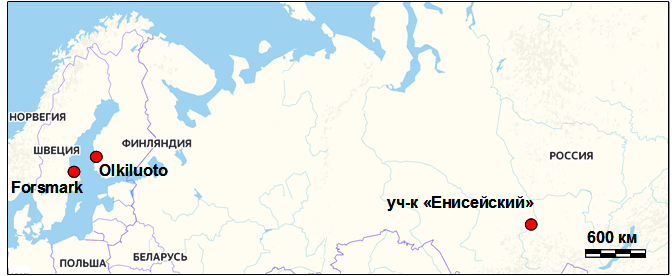 НОРВЕГИЯ
ШВЕЦИЯ
ФИНЛЯНДИЯ
Olkiluoto
Forsmark
РОССИЯ
уч-к «Енисейский»
600 км
ПОЛЬША
БЕЛАРУСЬ